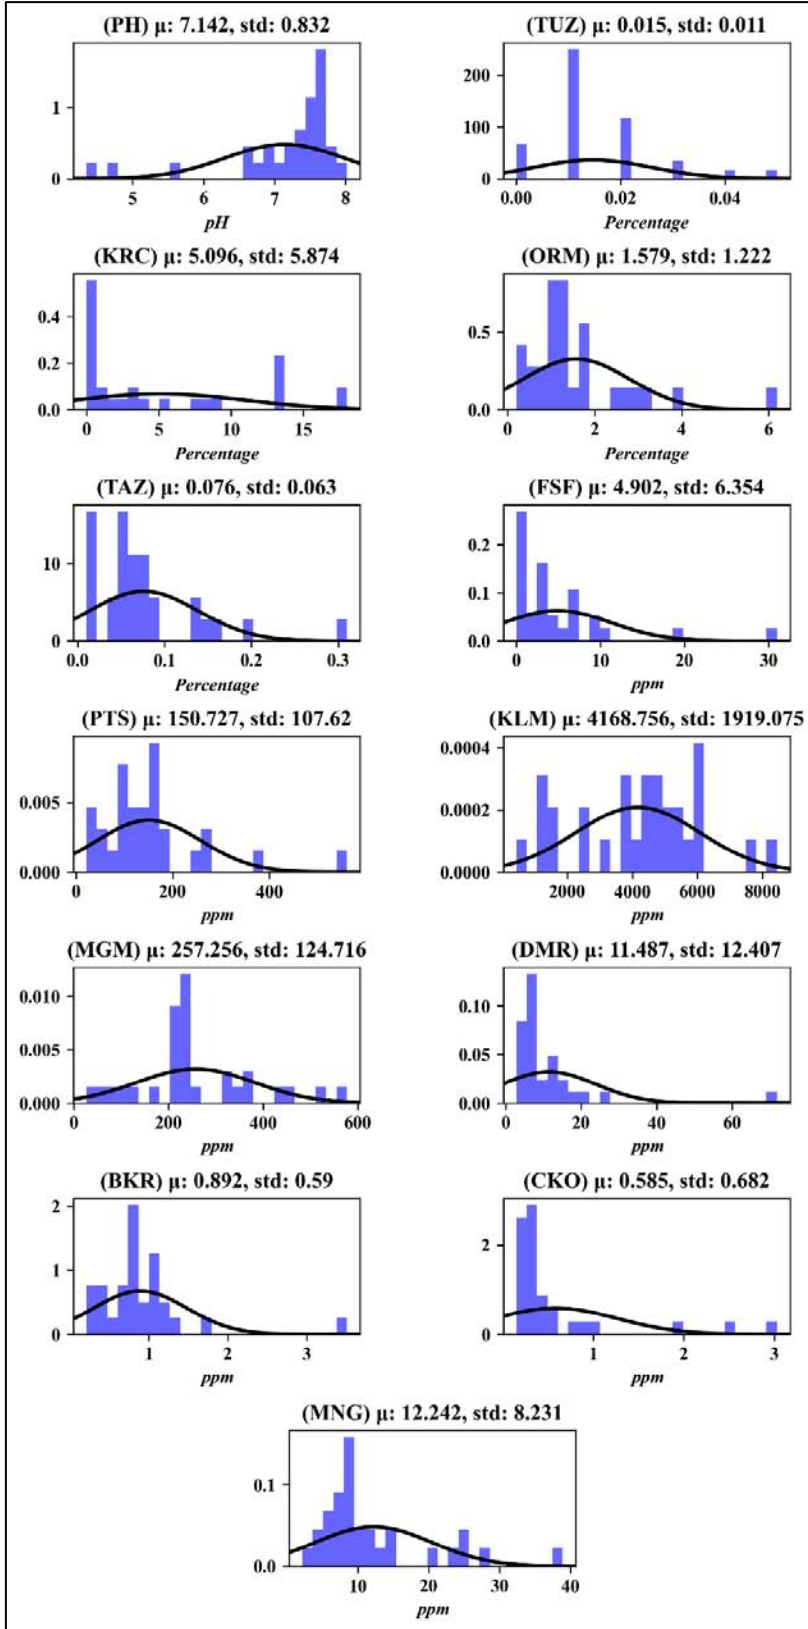 (PH) μ: 7.142, std: 0.832
1
0
5 6 7 8
pH
(TUZ) μ: 0.015, std: 0.011
200
100
0
0.00 0.02 0.04
Percentage
(KRC) μ: 5.096, std: 5.874
0.4
0.2
0.0
0 5 10 15
Percentage
(ORM) μ: 1.579, std: 1.222
0.5
0.0
0 2 4 6
Percentage
(TAZ) μ: 0.076, std: 0.063
10
0
0.0 0.1 0.2 0.3
Percentage
(FSF) μ: 4.902, std: 6.354
0.2
0.1
0.0
0 10 20 30
ppm
(PTS) μ: 150.727, std: 107.62
0.005
0.000
0 200 400
ppm
(KLM) μ: 4168.756, std: 1919.075
0.0004
0.0002
0.0000
2000 4000 6000 8000
ppm
(MGM) μ: 257.256, std: 124.716
0.010
0.005
0.000
0 200 400 600
ppm
(DMR) μ: 11.487, std: 12.407
0.10
0.05
0.00
0 20 40 60
ppm
(BKR) μ: 0.892, std: 0.59
2
1
0
1 2 3
ppm
(CKO) μ: 0.585, std: 0.682
2
0
1 2 3
ppm
(MNG) μ: 12.242, std: 8.231
0.1
0.0
10 20 30 40
ppm